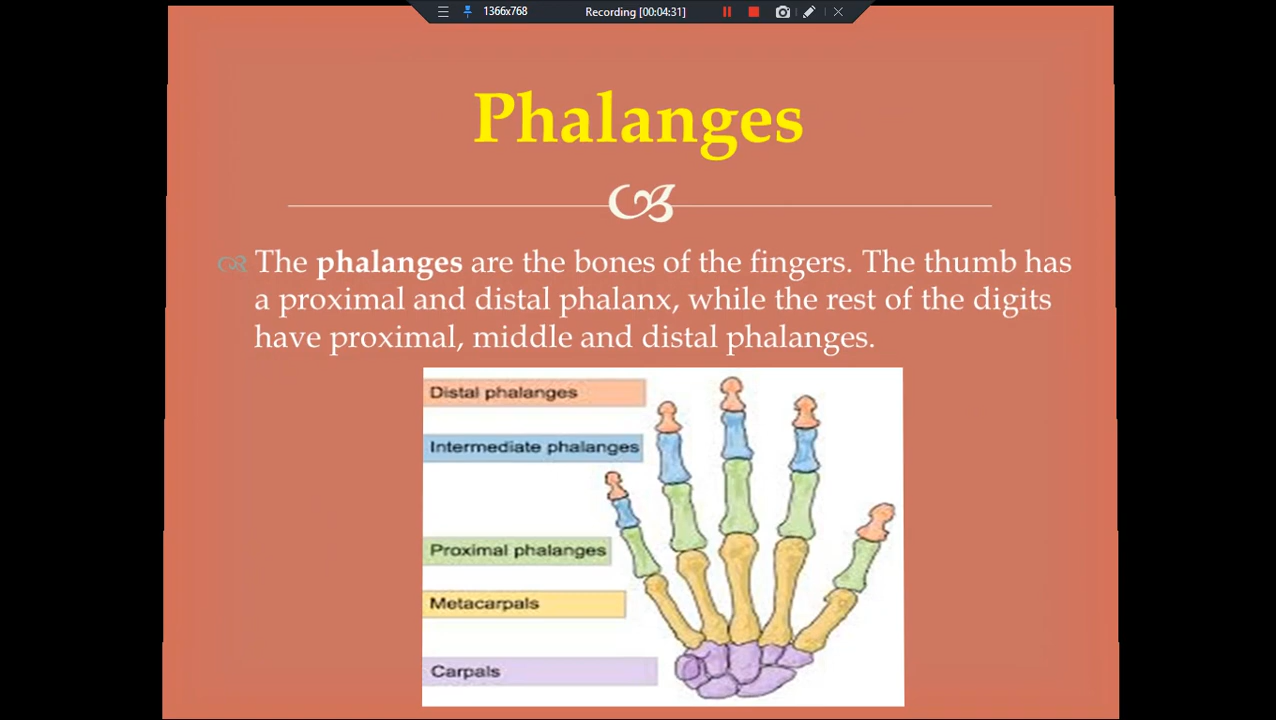 1366x768 Recording [00:04:31]
Phalanges
The phalanges are the bones of the fingers. The thumb has
a proximal and distal phalanx, while the rest of the digits
have proximal, middle and distal phalanges.
Distal phalanges
Intermediate phalanges
Proximal phalanges
Metacarpals
Carpals